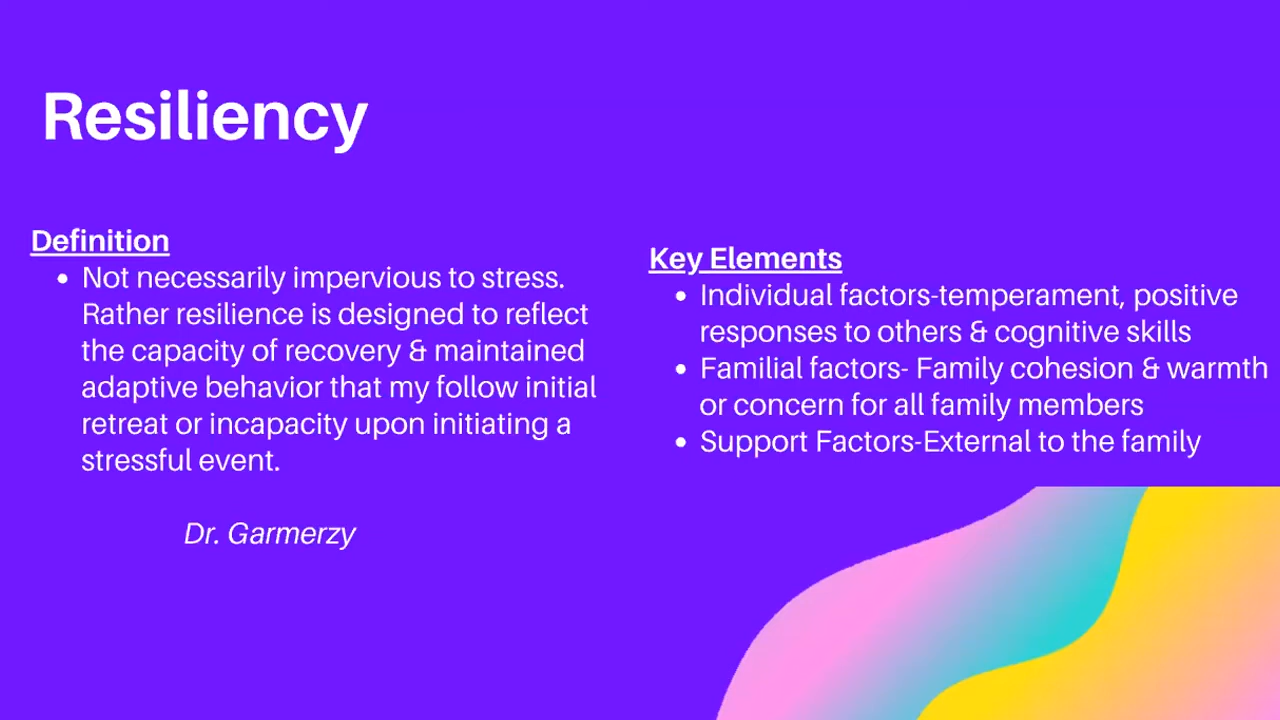 Resiliency
Definition
• Not necessarily impervious to stress.
Rather resilience is designed to reflect
the capacity of recovery & maintained
adaptive behavior that my follow initial
retreat or incapacity upon initiating a
stressful event.
Dr. Garmerzy
Key Elements
• Individual factors-temperament, positive
responses to others & cognitive skills
• Familial factors- Family cohesion & warmth
or concern for all family members
• Support Factors-External to the family